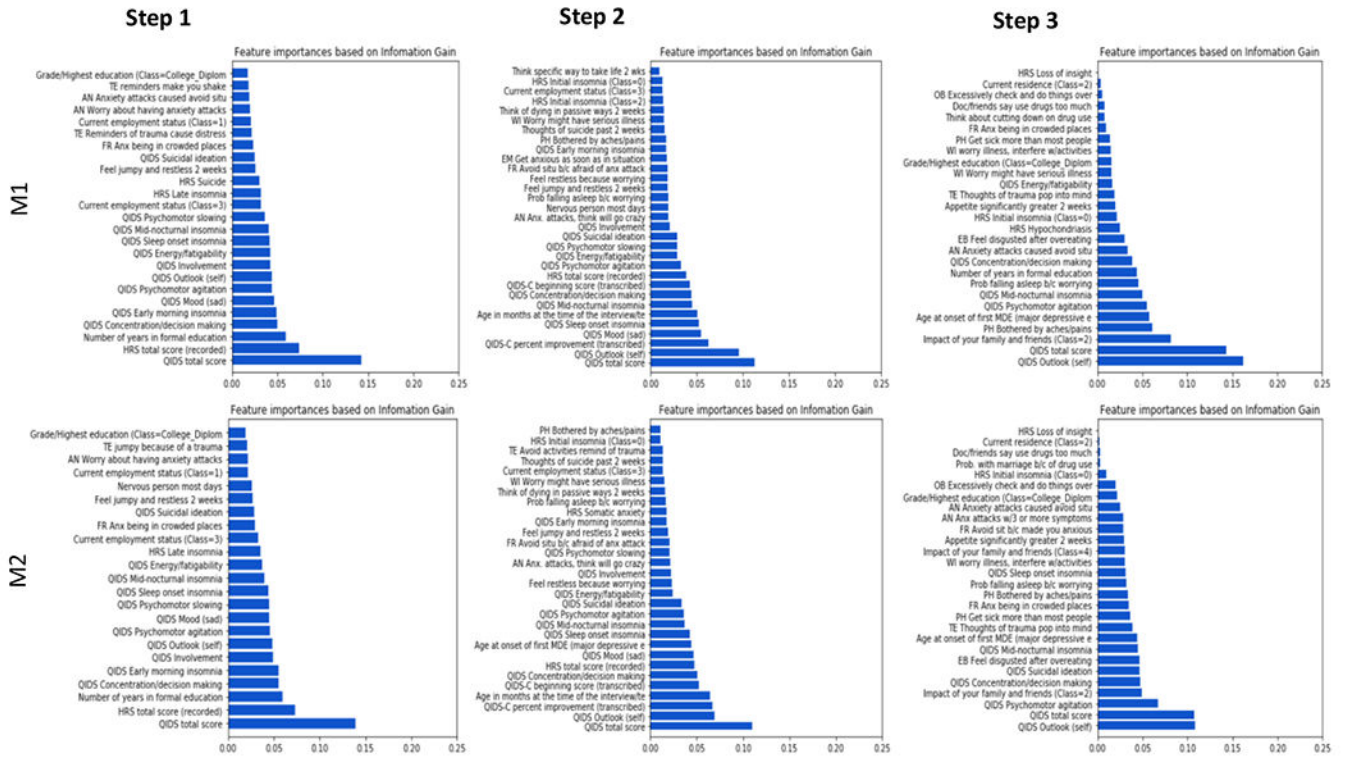 Step 1
Step 2
Step 3
M1
Feature importances based on Infomation Gain
Grade/Highest education (Class=College_Diplom
TE reminders make you shake
AN Anxiety attacks caused avoid situ
AN Worry about having anxiety attacks
Current employment status (Class=1)
TE Reminders of trauma cause distress
FR Anx being in crowded places
QIDS Suicidal ideation
Feel jumpy and restless 2 weeks
HRS Suicide
HRS Late insomnia
Current employment status (Class=3)
QIDS Psychomotor slowing
QIDS Mid-nocturnal insomnia
QIDS Sleep onset insomnia
QIDS Energy/fatigability
QIDS Involvement
QIDS Outlook (self)
QIDS Psychomotor agitation
QIDS Mood (sad)
QIDS Early morning insomnia
QIDS Concentration/decision making
Number of years in formal education
HRS total score (recorded)
QIDS total score
0.00 0.05 0.10 0.15 0.20 0.25
Feature importances based on Infomation Gain
Think specific way to take life 2 wks
HRS Initial insomnia (Class=0)
Current employment status (Class=3)
HRS Initial insomnia (Class=2)
Think of dying in passive ways 2 weeks
WI Worry might have serious illness
Thoughts of suicide past 2 weeks
PH Bothered by aches/pains
QIDS Early morning insomnia
EM Get anxious as soon as in situation
FR Avoid situ b/c afraid of anx attack
Feel restless because worrying
Feel jumpy and restless 2 weeks
Prob falling asleep b/c worrying
Nervous person most days
AN Anx. attacks, think will go crazy
QIDS Involvement
QIDS Suicidal ideation
QIDS Psychomotor slowing
QIDS Energy/fatigability
QIDS Psychomotor agitation
HRS total score (recorded)
QIDS-C beginning score (transcribed)
QIDS Concentration/decision making
QIDS Mid-nocturnal insomnia
Age in months at the time of the interview/te
QIDS Sleep onset insomnia
QIDS Mood (sad)
QIDS-C percent improvement (transcribed)
QIDS Outlook (self)
QIDS total score
0.00 0.05 0.10 0.15 0.20 0.25
Feature importances based on Infomation Gain
HRS Loss of insight
Current residence (Class=2)
OB Excessively check and do things over
Doc/friends say use drugs too much
Think about cutting down on drug use
FR Anx being in crowded places
PH Get sick more than most people
WI worry illness, interfere w/activities
Grade/Highest education (Class=College_Diplom
WI Worry might have serious illness
QIDS Energy/fatigability
TE Thoughts of trauma pop into mind
Appetite significantly greater 2 weeks
HRS Initial insomnia (Class=0)
HRS Hypochondriasis
EB Feel disgusted after overeating
AN Anxiety attacks caused avoid situ
QIDS Concentration/decision making
Number of years in formal education
Prob falling asleep b/c worrying
QIDS Mid-nocturnal insomnia
QIDS Psychomotor agitation
Age at onset of first MDE (major depressive e
PH Bothered by aches/pains
Impact of your family and friends (Class=2)
QIDS total score
QIDS Outlook (self)
0.00 0.05 0.10 0.15 0.20 0.25
M2
Feature importances based on Infomation Gain
Grade/Highest education (Class=College_Diplom
TE jumpy because of a trauma
AN Worry about having anxiety attacks
Current employment status (Class=1)
Nervous person most days
Feel jumpy and restless 2 weeks
QIDS Suicidal ideation
FR Anx being in crowded places
Current employment status (Class=3)
HRS Late insomnia
QIDS Energy/fatigability
QIDS Mid-nocturnal insomnia
QIDS Sleep onset insomnia
QIDS Psychomotor slowing
QIDS Mood (sad)
QIDS Psychomotor agitation
QIDS Outlook (self)
QIDS Involvement
QIDS Early morning insomnia
QIDS Concentration/decision making
Number of years in formal education
HRS total score (recorded)
QIDS total score
0.00 0.05 0.10 0.15 0.20 0.25
Feature importances based on Infomation Gain
PH Bothered by aches/pains
HRS Initial insomnia (Class=0)
TE Avoid activities remind of trauma
Thoughts of suicide past 2 weeks
Current employment status (Class=3)
WI Worry might have serious illness
Think of dying in passive ways 2 weeks
Prob falling asleep b/c worrying
HRS Somatic anxiety
QIDS Early morning insomnia
Feel jumpy and restless 2 weeks
FR Avoid situ b/c afraid of anx attack
QIDS Psychomotor slowing
AN Anx. attacks, think will go crazy
QIDS Involvement
Feel restless because worrying
QIDS Energy/fatigability
QIDS Suicidal ideation
QIDS Psychomotor agitation
QIDS Mid-nocturnal insomnia
QIDS Sleep onset insomnia
Age at onset of first MDE (major depressive e
QIDS Mood (sad)
HRS total score (recorded)
QIDS Concentration/decision making
QIDS-C beginning score (transcribed)
Age in months at the time of the interview/te
QIDS-C percent improvement (transcribed)
QIDS Outlook (self)
QIDS total score
0.00 0.05 0.10 0.15 0.20 0.25
Feature importances based on Infomation Gain
HRS Loss of insight
Current residence (Class=2)
Doc/friends say use drugs too much
Prob. with marriage b/c of drug use
HRS Initial insomnia (Class=0)
OB Excessively check and do things over
Grade/Highest education (Class=College_Diplom
AN Anxiety attacks caused avoid situ
AN Anx attacks w/3 or more symptoms
FR Avoid sit b/c made you anxious
Appetite significantly greater 2 weeks
Impact of your family and friends (Class=4)
WI worry illness, interfere w/activities
QIDS Sleep onset insomnia
Prob falling asleep b/c worrying
PH Bothered by aches/pains
FR Anx being in crowded places
PH Get sick more than most people
TE Thoughts of trauma pop into mind
Age at onset of first MDE (major depressive e
QIDS Mid-nocturnal insomnia
EB Feel disgusted after overeating
QIDS Suicidal ideation
QIDS Concentration/decision making
Impact of your family and friends (Class=2)
QIDS Psychomotor agitation
QIDS total score
QIDS Outlook (self)
0.00 0.05 0.10 0.15 0.20 0.25